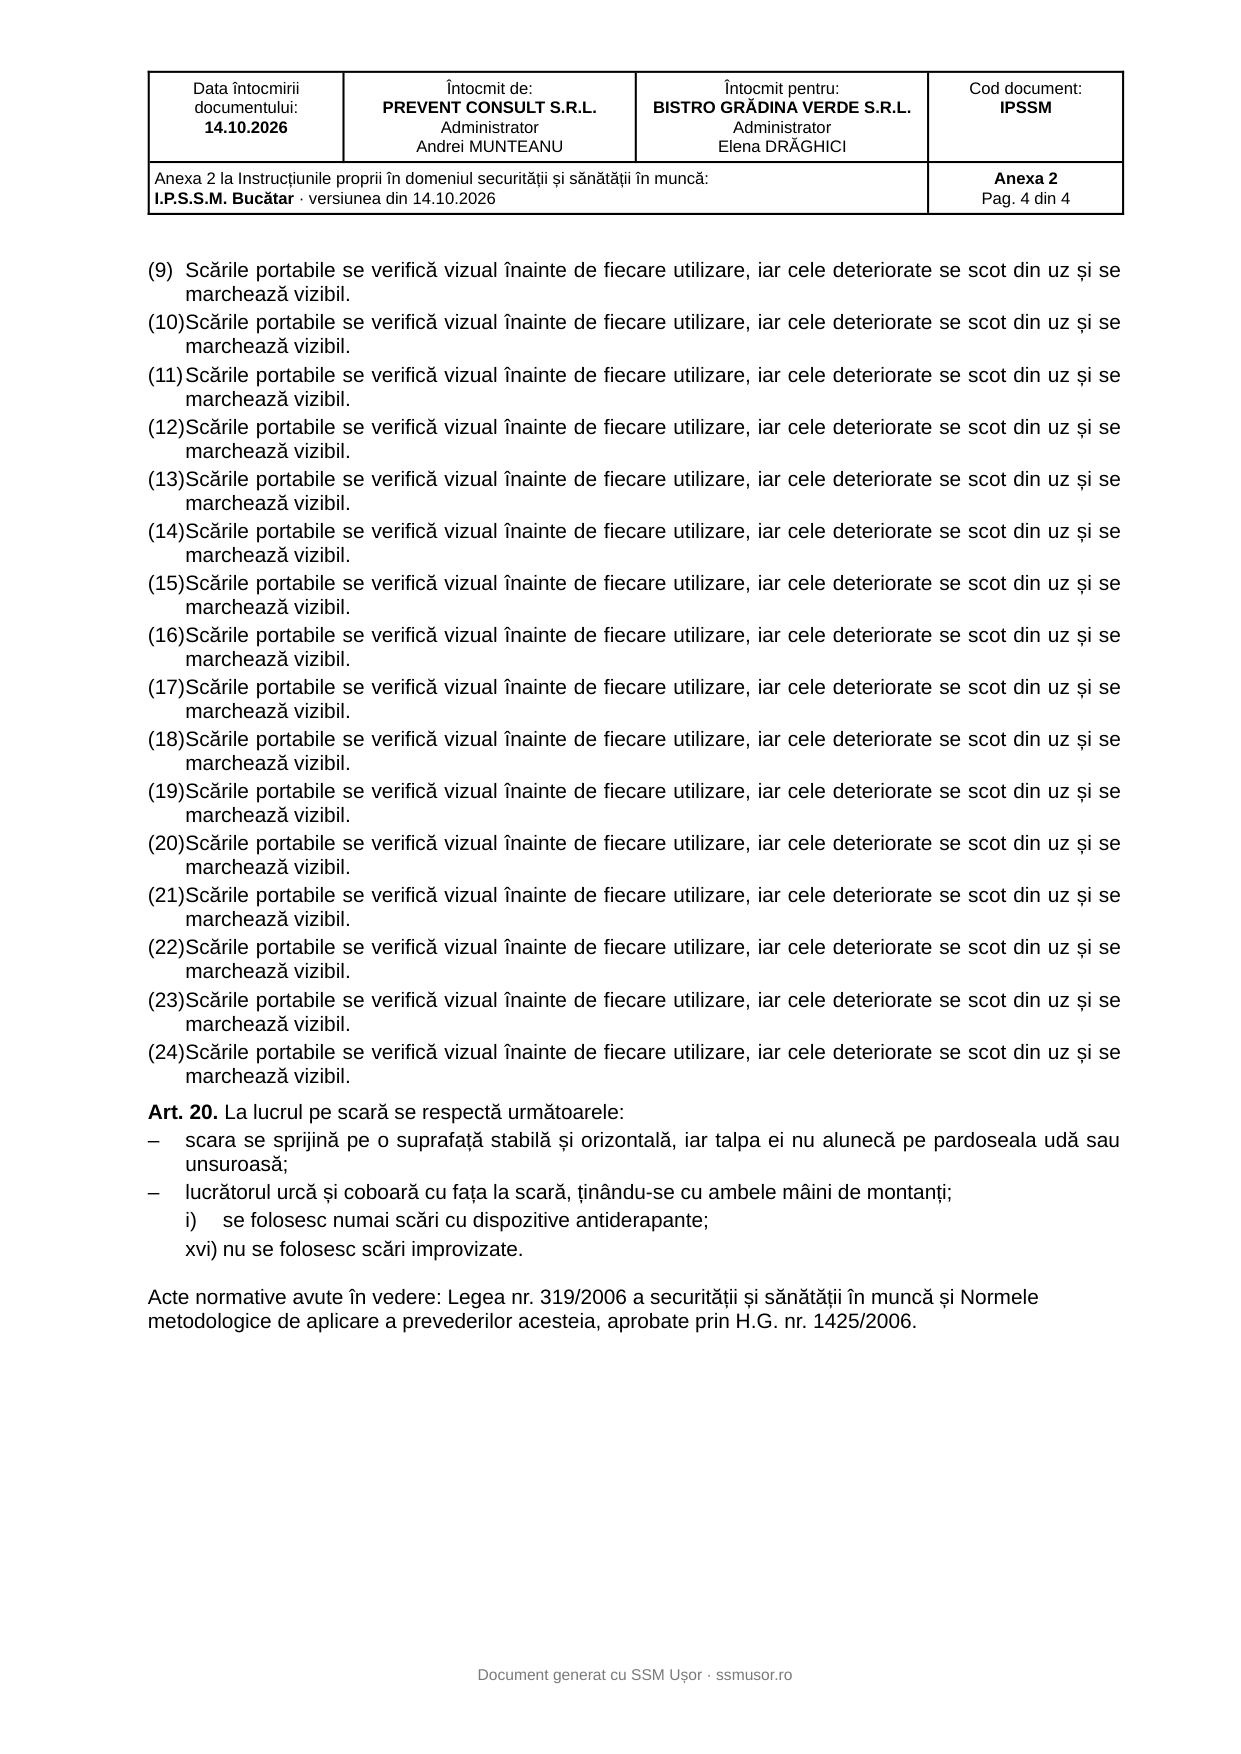 Data întocmirii
documentului:
14.10.2026
Întocmit de:
PREVENT CONSULT S.R.L.
Administrator
Andrei MUNTEANU
Întocmit pentru:
BISTRO GRĂDINA VERDE S.R.L.
Administrator
Elena DRĂGHICI
Cod document:
IPSSM
Anexa 2 la Instrucțiunile proprii în domeniul securității și sănătății în muncă:
I.P.S.S.M. Bucătar · versiunea din 14.10.2026
Anexa 2
Pag. 4 din 4
(9) Scările portabile se verifică vizual înainte de fiecare utilizare, iar cele deteriorate se scot din uz și se
marchează vizibil.
(10)Scările portabile se verifică vizual înainte de fiecare utilizare, iar cele deteriorate se scot din uz și se
marchează vizibil.
(11)Scările portabile se verifică vizual înainte de fiecare utilizare, iar cele deteriorate se scot din uz și se
marchează vizibil.
(12)Scările portabile se verifică vizual înainte de fiecare utilizare, iar cele deteriorate se scot din uz și se
marchează vizibil.
(13)Scările portabile se verifică vizual înainte de fiecare utilizare, iar cele deteriorate se scot din uz și se
marchează vizibil.
(14)Scările portabile se verifică vizual înainte de fiecare utilizare, iar cele deteriorate se scot din uz și se
marchează vizibil.
(15)Scările portabile se verifică vizual înainte de fiecare utilizare, iar cele deteriorate se scot din uz și se
marchează vizibil.
(16)Scările portabile se verifică vizual înainte de fiecare utilizare, iar cele deteriorate se scot din uz și se
marchează vizibil.
(17)Scările portabile se verifică vizual înainte de fiecare utilizare, iar cele deteriorate se scot din uz și se
marchează vizibil.
(18)Scările portabile se verifică vizual înainte de fiecare utilizare, iar cele deteriorate se scot din uz și se
marchează vizibil.
(19)Scările portabile se verifică vizual înainte de fiecare utilizare, iar cele deteriorate se scot din uz și se
marchează vizibil.
(20)Scările portabile se verifică vizual înainte de fiecare utilizare, iar cele deteriorate se scot din uz și se
marchează vizibil.
(21)Scările portabile se verifică vizual înainte de fiecare utilizare, iar cele deteriorate se scot din uz și se
marchează vizibil.
(22)Scările portabile se verifică vizual înainte de fiecare utilizare, iar cele deteriorate se scot din uz și se
marchează vizibil.
(23)Scările portabile se verifică vizual înainte de fiecare utilizare, iar cele deteriorate se scot din uz și se
marchează vizibil.
(24)Scările portabile se verifică vizual înainte de fiecare utilizare, iar cele deteriorate se scot din uz și se
marchează vizibil.
Art. 20. La lucrul pe scară se respectă următoarele:
– scara se sprijină pe o suprafață stabilă și orizontală, iar talpa ei nu alunecă pe pardoseala udă sau
unsuroasă;
– lucrătorul urcă și coboară cu fața la scară, ținându-se cu ambele mâini de montanți;
i) se folosesc numai scări cu dispozitive antiderapante;
xvi) nu se folosesc scări improvizate.
Acte normative avute în vedere: Legea nr. 319/2006 a securității și sănătății în muncă și Normele
metodologice de aplicare a prevederilor acesteia, aprobate prin H.G. nr. 1425/2006.
Document generat cu SSM Ușor · ssmusor.ro